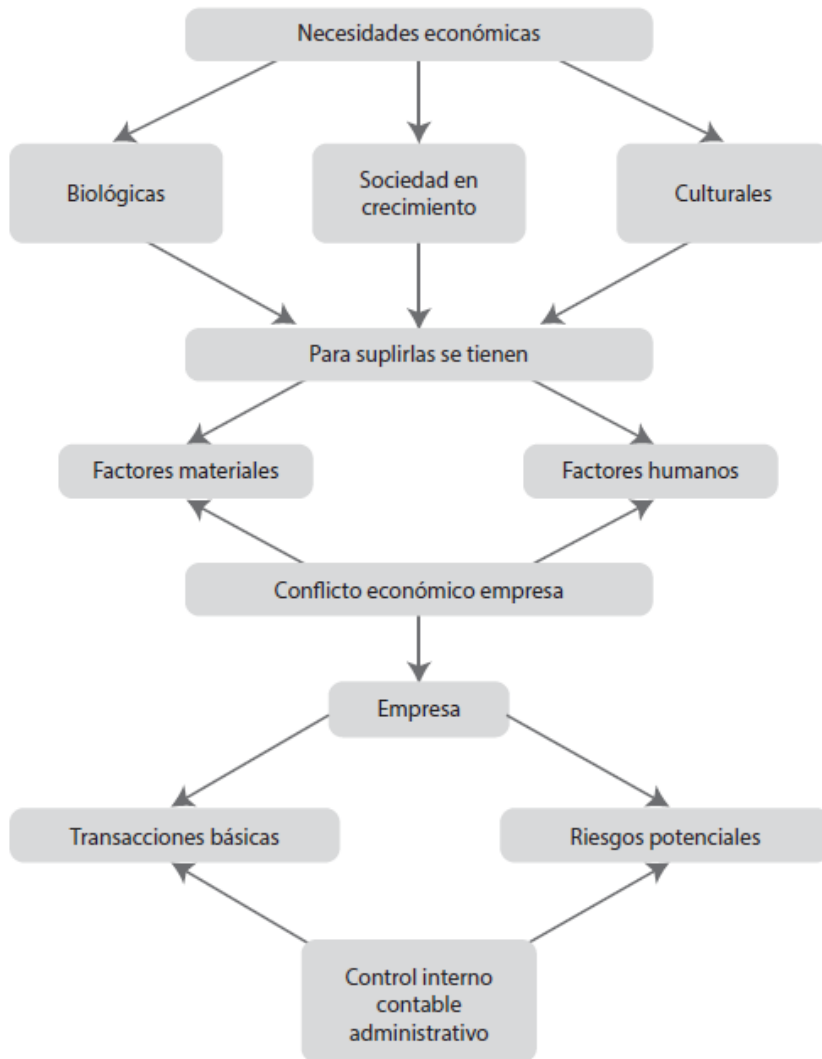 Necesidades económicas
Biológicas
Sociedad en
crecimiento
Culturales
Para suplirlas se tienen
Factores materiales
Factores humanos
Conflicto económico empresa
Empresa
Transacciones básicas
Riesgos potenciales
Control interno
contable
administrativo